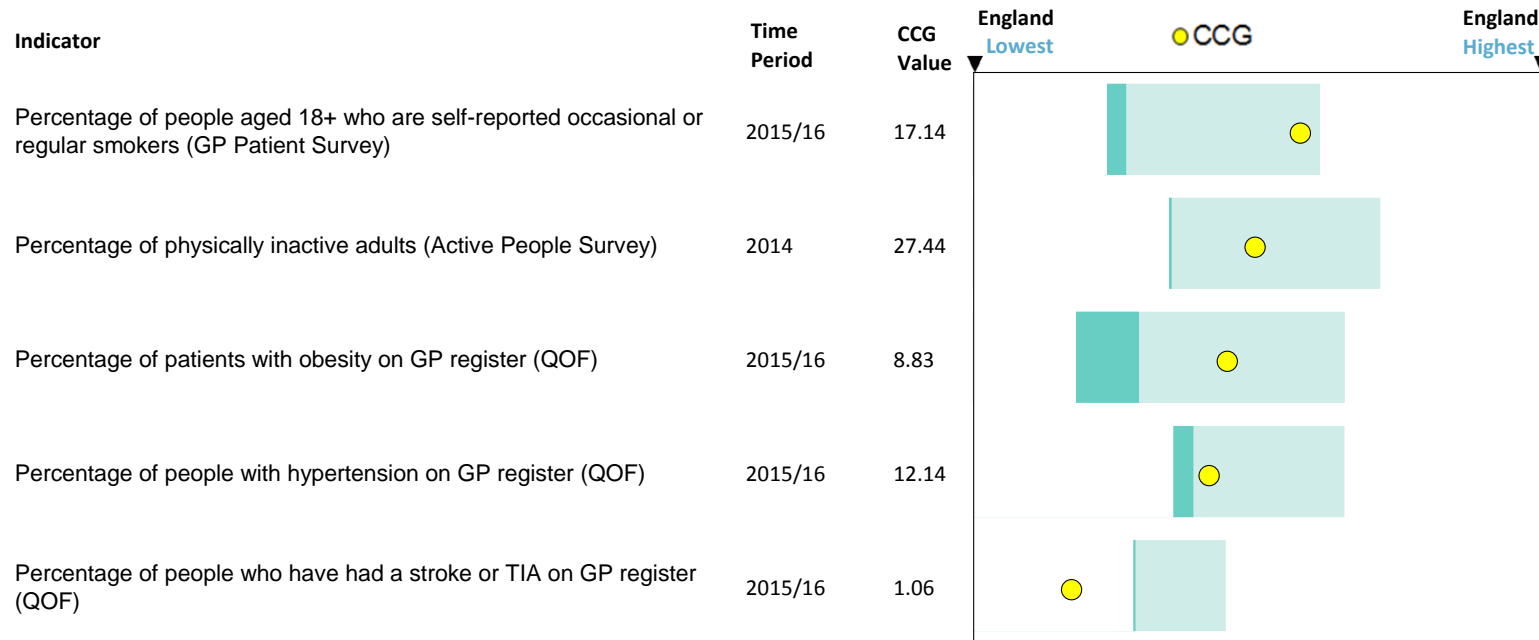 Indicator
Time
Period
CCG
Value
England
Lowest
CCG
England
Highest
Percentage of people aged 18+ who are self-reported occasional or
regular smokers (GP Patient Survey)
2015/16
17.14
Percentage of physically inactive adults (Active People Survey)
2014
27.44
Percentage of patients with obesity on GP register (QOF)
2015/16
8.83
Percentage of people with hypertension on GP register (QOF)
2015/16
12.14
Percentage of people who have had a stroke or TIA on GP register
(QOF)
2015/16
1.06